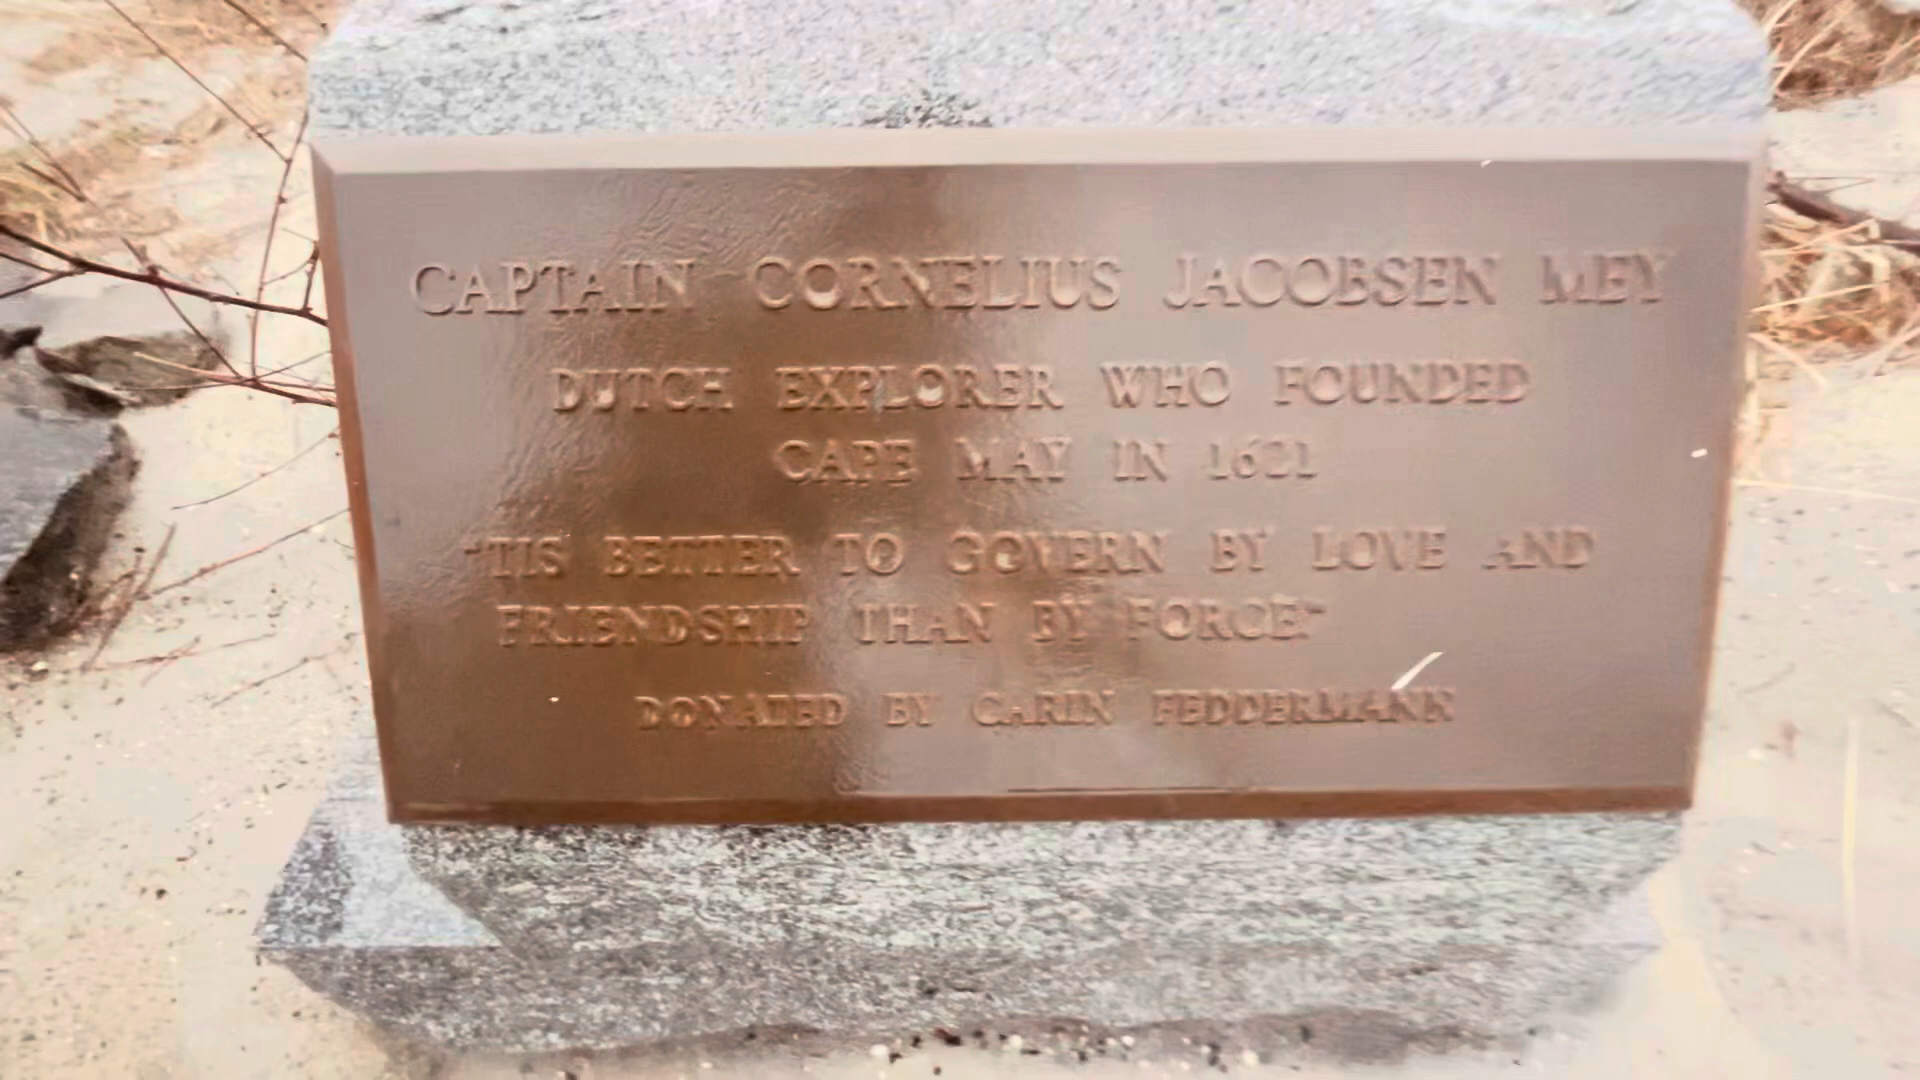 CAPTAIN CORNELIUS JACOBSEN MEY
DUTCH EXPLORER WHO FOUNDED
CAPE MAY IN 1621
"TIS BETTER TO GOVERN BY LOVE AND
FRIENDSHIP THAN BY FORCE"
DONATED BY CARIN FEDDERMANN